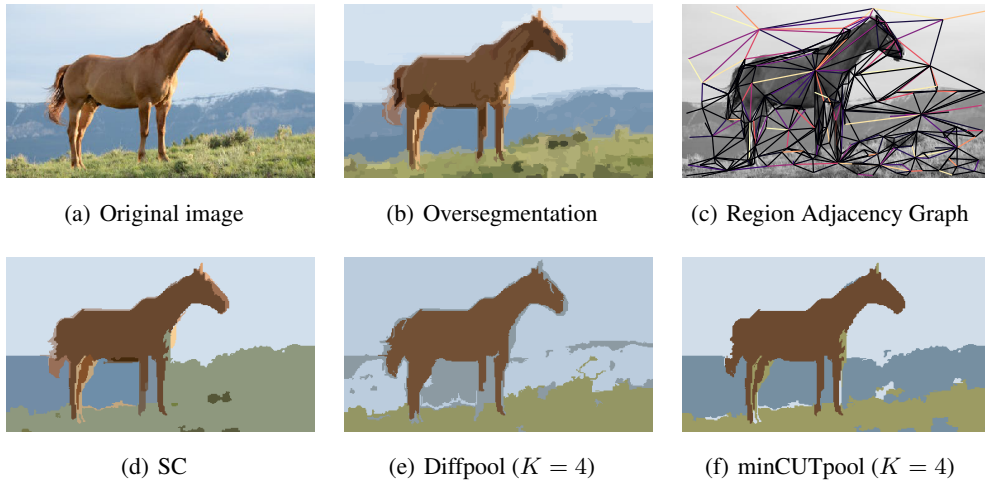 (a) Original image
(b) Oversegmentation
(c) Region Adjacency Graph
(d) SC
(e) Diffpool (K = 4)
(f) minCUTpool (K = 4)